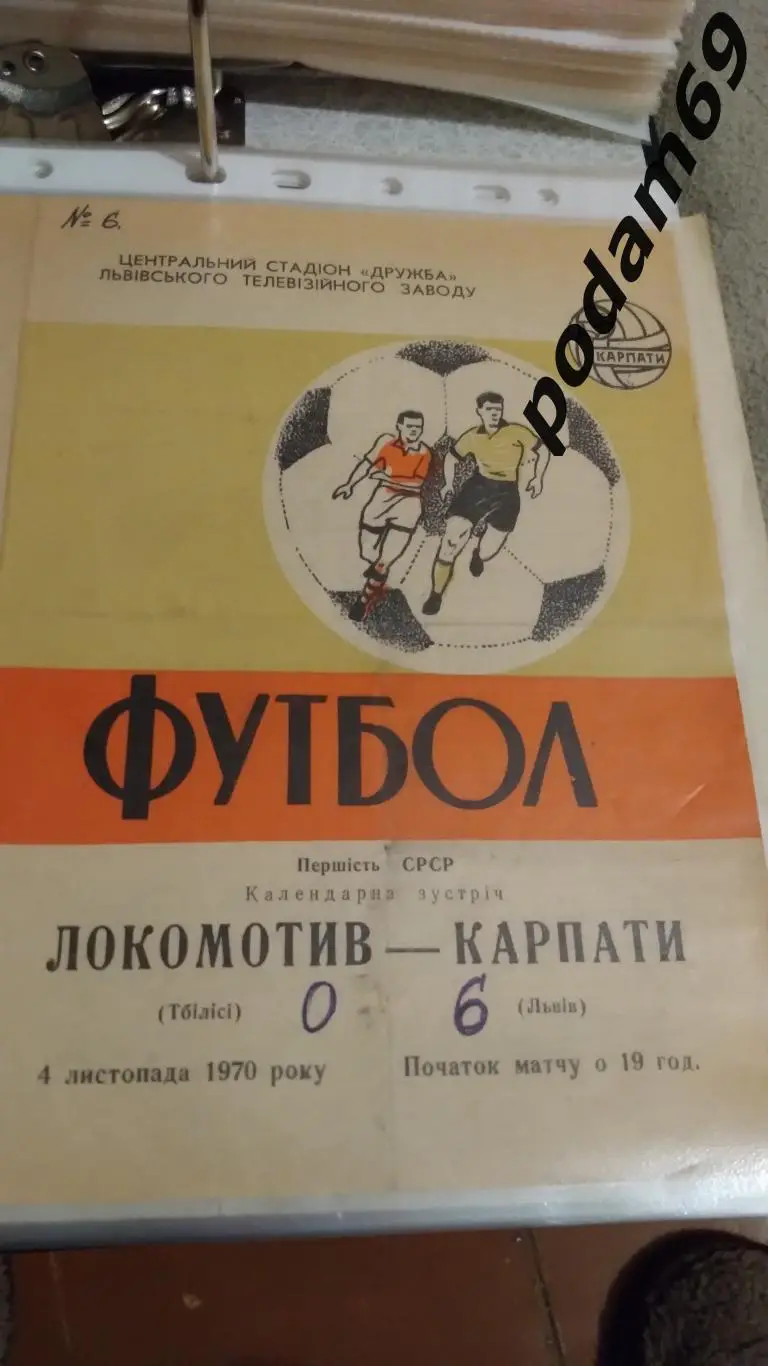 № 6.
ЦЕНТРАЛЬНИЙ СТАДІОН «ДРУЖБА»
ЛЬВІВСЬКОГО ТЕЛЕВІЗІЙНОГО ЗАВОДУ
КАРПАТИ
podam69
ФУТБОЛ
Першість СРСР
Календарна зустріч
ЛОКОМОТИВ — КАРПАТИ
(Тбілісі) 0 - 6 (Львів)
4 листопада 1970 року Початок матчу о 19 год.